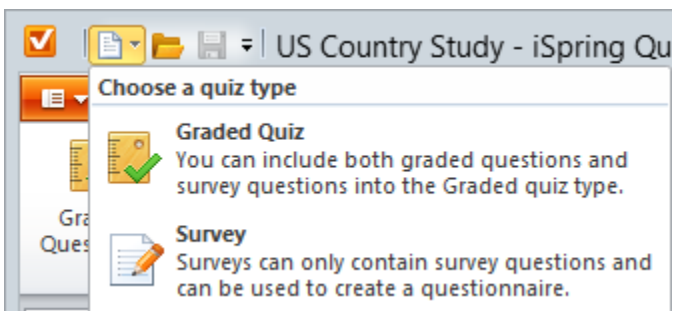 US Country Study - iSpring Qu
Choose a quiz type
Graded Quiz
You can include both graded questions and
survey questions into the Graded quiz type.
Gra
Ques
Survey
Surveys can only contain survey questions and
can be used to create a questionnaire.